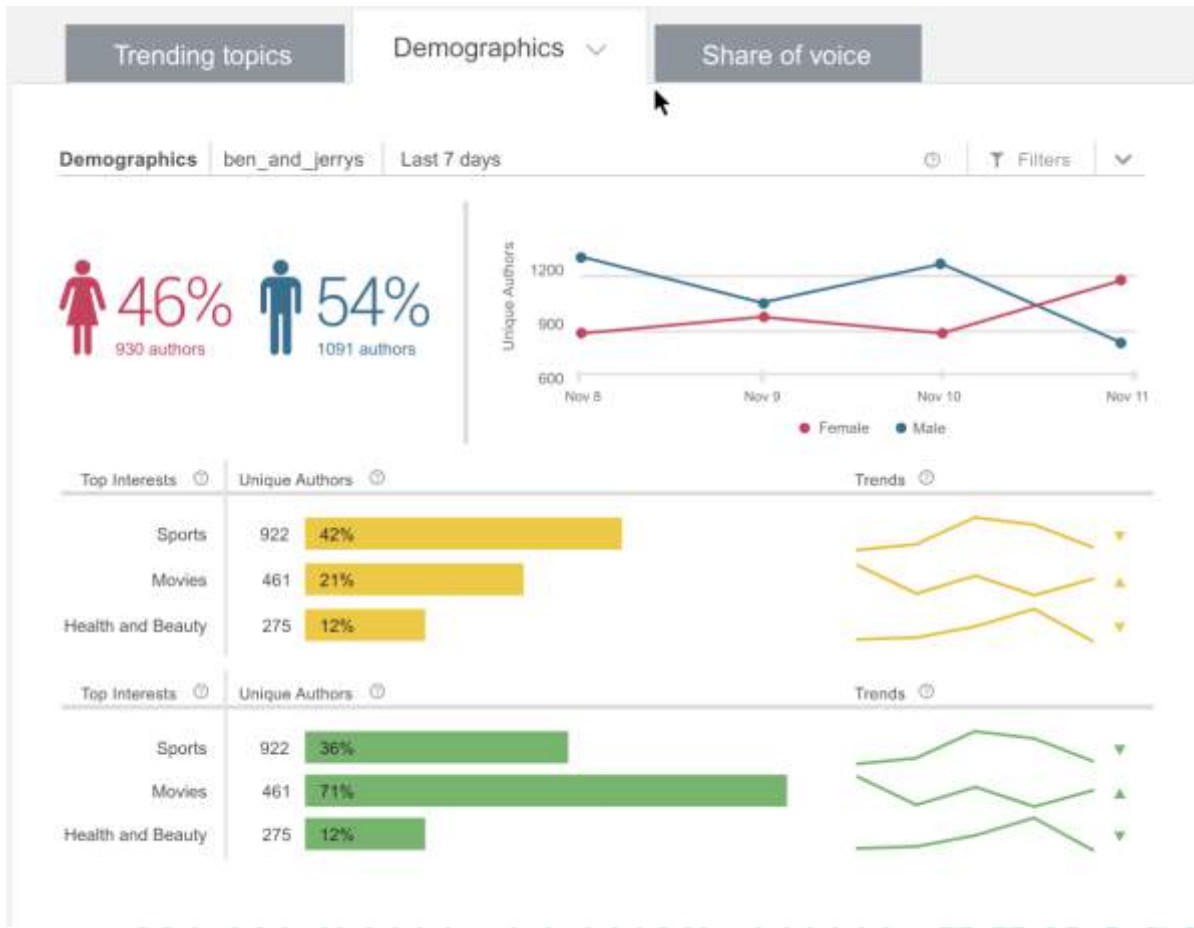 Trending topics Demographics Share of voice
Demographics ben_and_jerrys Last 7 days Filters
46% 54%
930 authors 1091 authors
Unique Authors
1200
900
600
Nov 8 Nov 9 Nov 10 Nov 11
Female Male
Top Interests Unique Authors Trends
Sports 922 42%
Movies 461 21%
Health and Beauty 275 12%
Top Interests Unique Authors Trends
Sports 922 36%
Movies 461 71%
Health and Beauty 275 12%